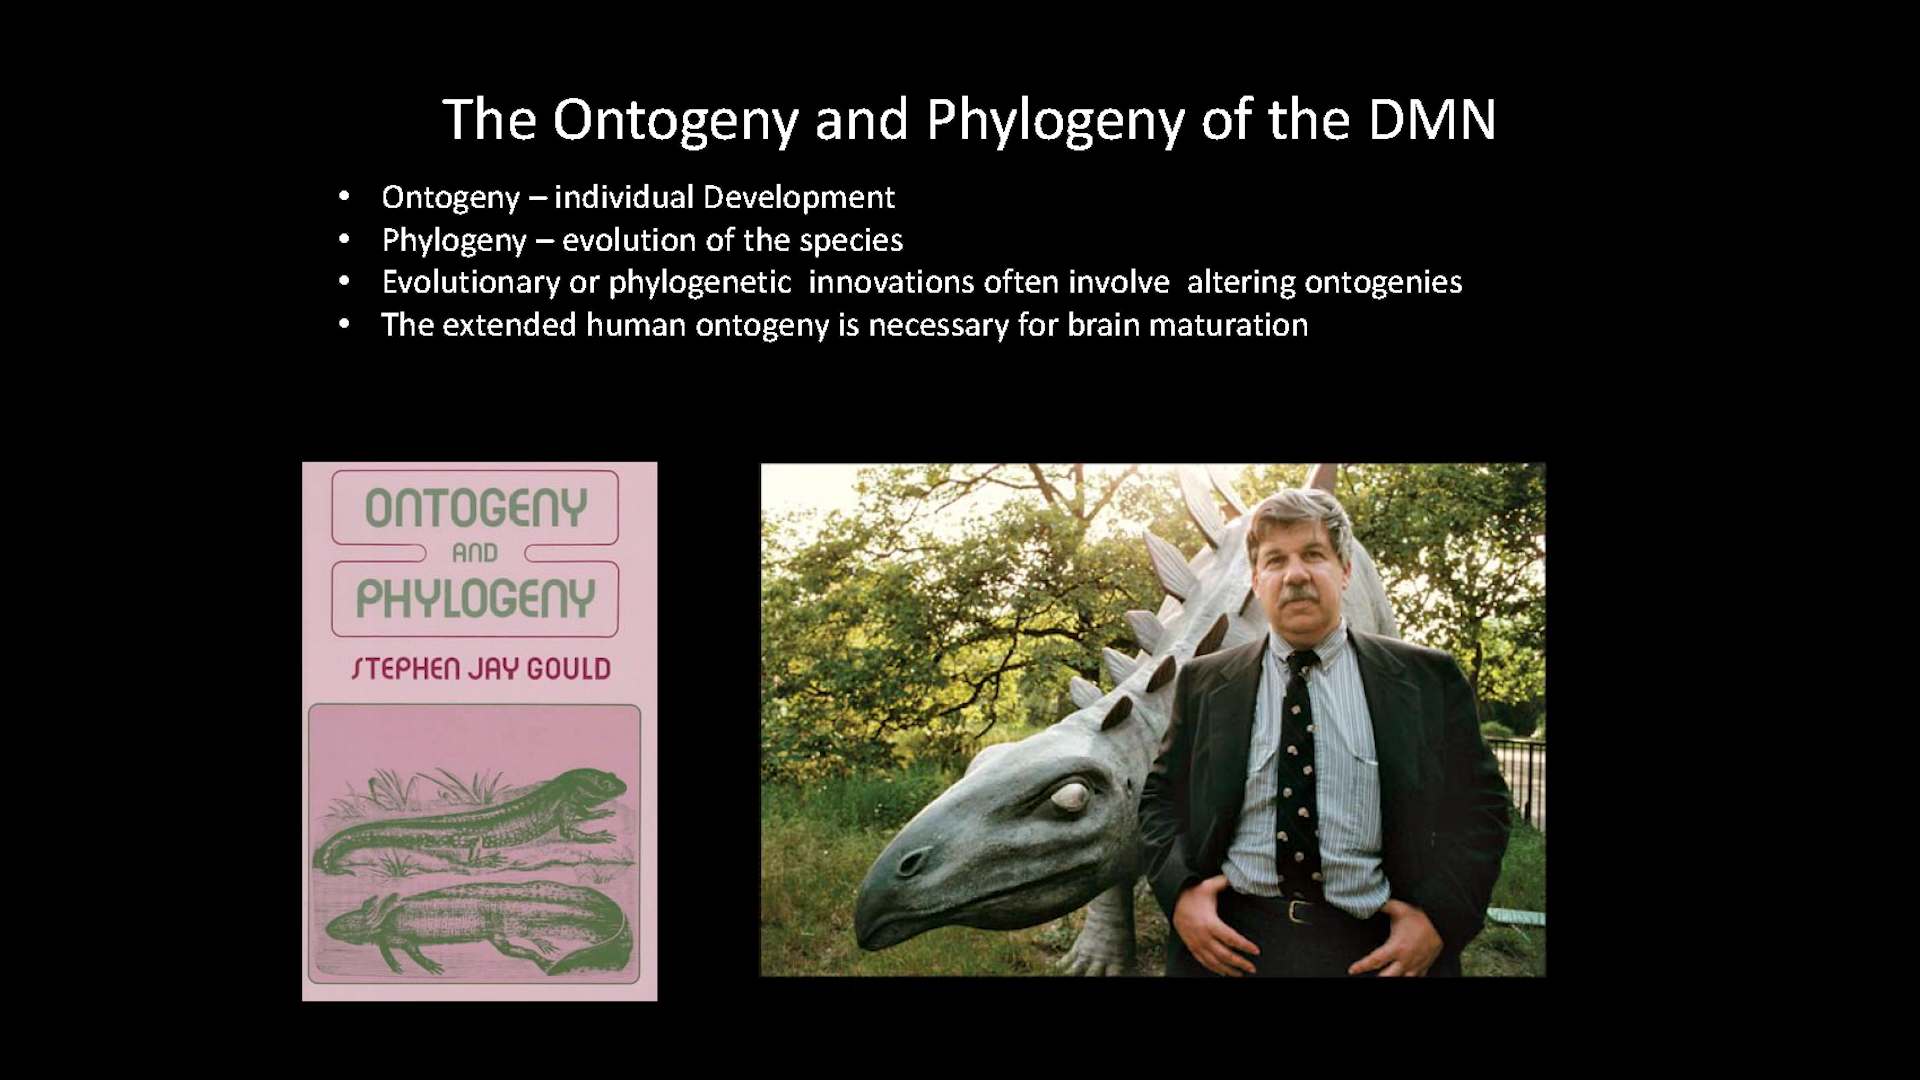 The Ontogeny and Phylogeny of the DMN
• Ontogeny – individual Development
• Phylogeny – evolution of the species
• Evolutionary or phylogenetic  innovations often involve  altering ontogenies
• The extended human ontogeny is necessary for brain maturation
ONTOGENY
AND
PHYLOGENY
STEPHEN JAY GOULD